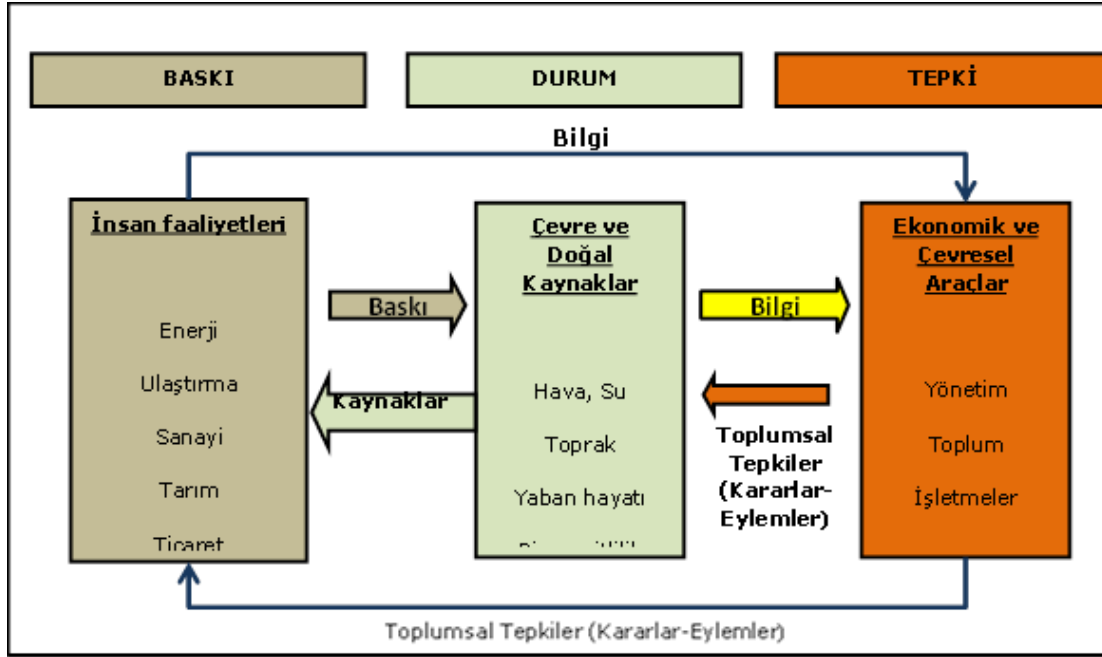 BASKI
DURUM
TEPKİ
Bilgi
İnsan faaliyetleri
Enerji
Ulaştırma
Sanayi
Tarım
Ticaret
Baskı
Kaynaklar
Çevre ve
Doğal
Kaynaklar
Hava, Su
Toprak
Yaban hayatı
Bilgi
Toplumsal
Tepkiler
(Kararlar-
Eylemler)
Ekonomik ve
Çevresel
Araçlar
Yönetim
Toplum
İşletmeler
Toplumsal Tepkiler (Kararlar-Eylemler)